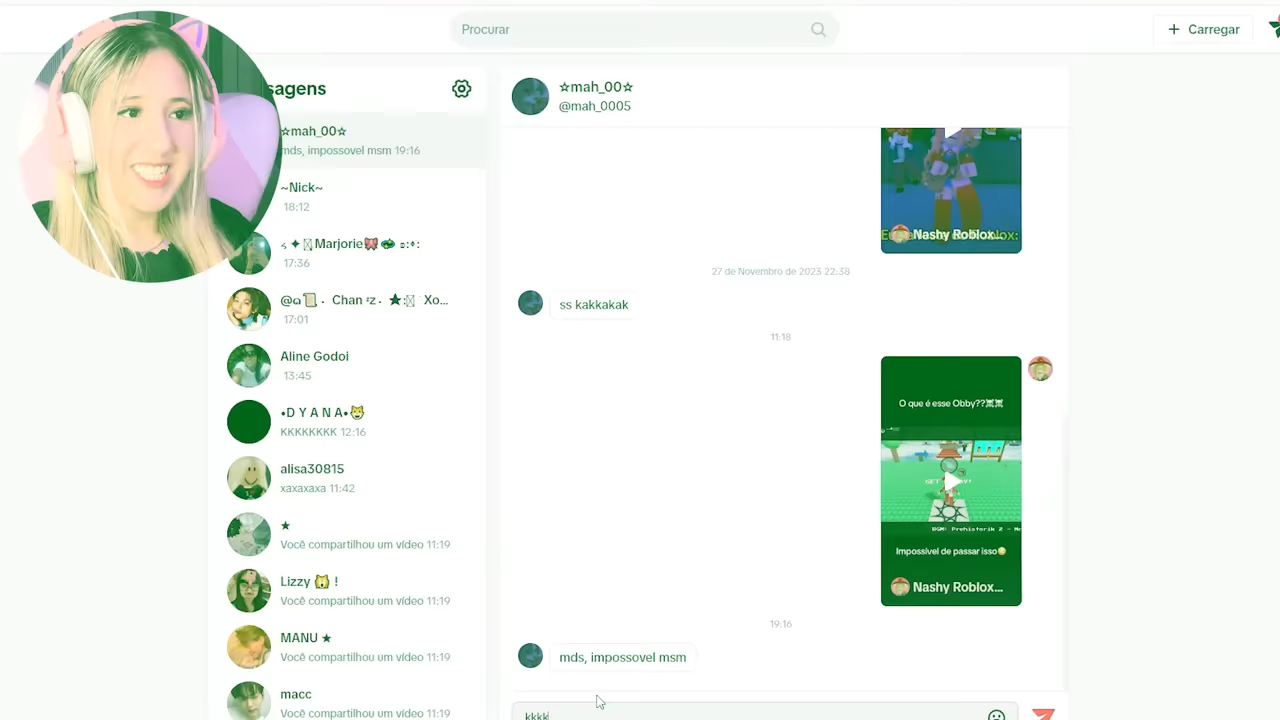 Procurar
Carregar
sagens
☆mah_00☆
mds, impossovel msm 19:16
~Nick~
18:12
Marjorie
17:36
Chan
Xo...
17:01
Aline Godoi
13:45
•D Y A N A•🐱
KKKKKKKK 12:16
alisa30815
xaxaxaxa 11:42
★
Você compartilhou um vídeo 11:19
Lizzy 🐱 !
Você compartilhou um vídeo 11:19
MANU ★
Você compartilhou um vídeo 11:19
macc
Você compartilhou um vídeo 11:19
☆mah_00☆
@mah_0005
Nashy Roblox...
27 de Novembro de 2023 22:38
ss kakkakak
11:18
O que é esse Obby??☠☠
BGM: Prehistorik 2 -
Impossível de passar isso😳
Nashy Roblox...
19:16
mds, impossovel msm
kkkk